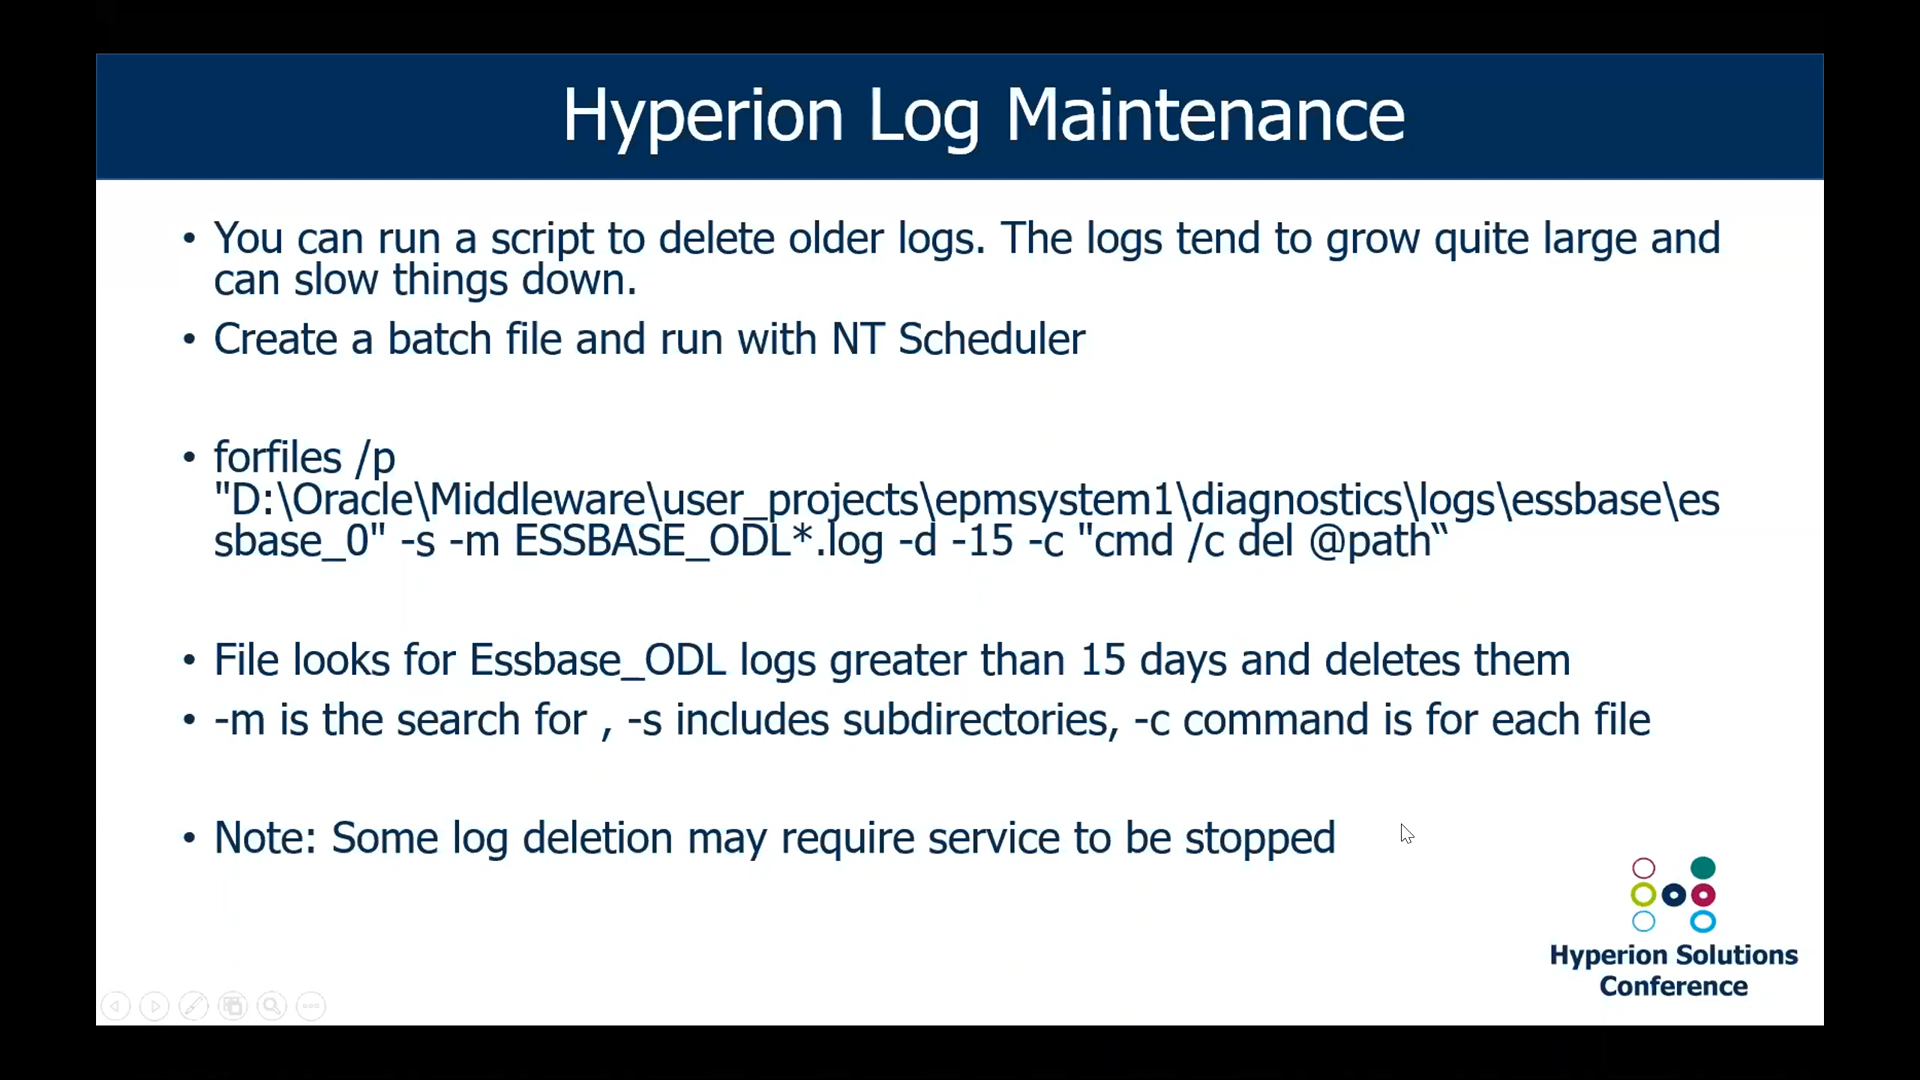 Hyperion Log Maintenance
• You can run a script to delete older logs. The logs tend to grow quite large and
can slow things down.
• Create a batch file and run with NT Scheduler
• forfiles /p
"D:\Oracle\Middleware\user_projects\epmsystem1\diagnostics\logs\essbase\es
sbase_0" -s -m ESSBASE_ODL*.log -d -15 -c "cmd /c del @path“
• File looks for Essbase_ODL logs greater than 15 days and deletes them
• -m is the search for , -s includes subdirectories, -c command is for each file
• Note: Some log deletion may require service to be stopped
Hyperion Solutions
Conference